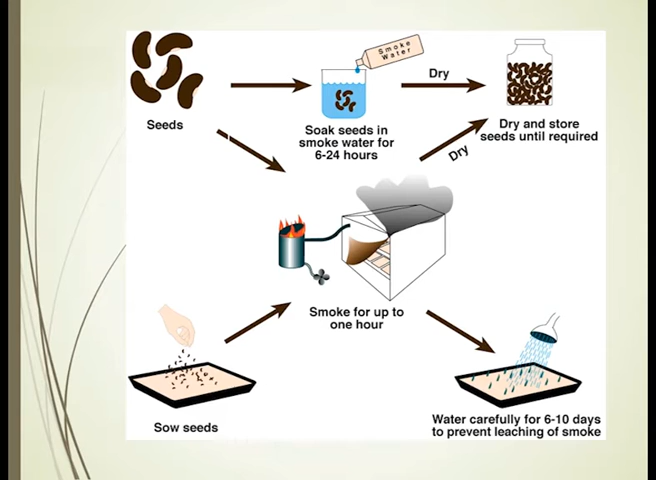 Smoke
Water
Dry
Seeds
Soak seeds in
smoke water for
6-24 hours
Dry and store
seeds until required
Dry
Smoke for up to
one hour
Sow seeds
Water carefully for 6-10 days
to prevent leaching of smoke